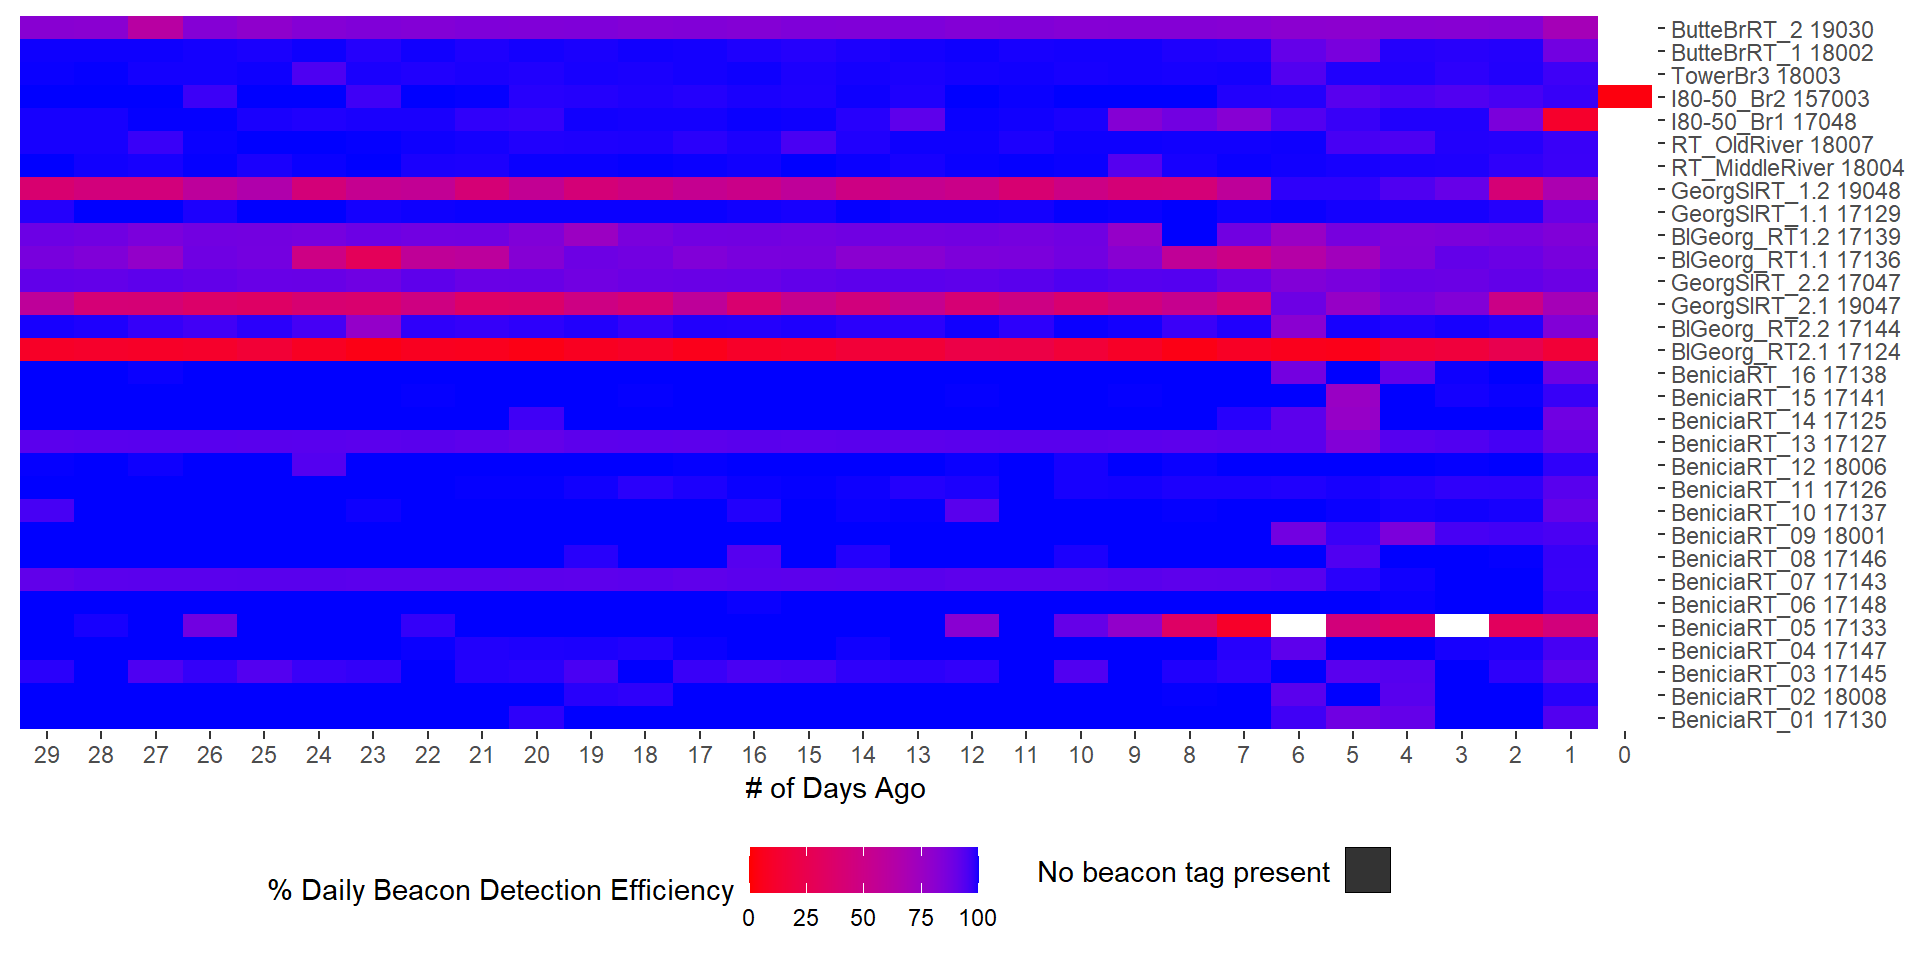 ButteBrRT_2 19030
ButteBrRT_1 18002
TowerBr3 18003
I80-50_Br2 157003
I80-50_Br1 17048
RT_OldRiver 18007
RT_MiddleRiver 18004
GeorgSlRT_1.2 19048
GeorgSlRT_1.1 17129
BlGeorg_RT1.2 17139
BlGeorg_RT1.1 17136
GeorgSlRT_2.2 17047
GeorgSlRT_2.1 19047
BlGeorg_RT2.2 17144
BlGeorg_RT2.1 17124
BeniciaRT_16 17138
BeniciaRT_15 17141
BeniciaRT_14 17125
BeniciaRT_13 17127
BeniciaRT_12 18006
BeniciaRT_11 17126
BeniciaRT_10 17137
BeniciaRT_09 18001
BeniciaRT_08 17146
BeniciaRT_07 17143
BeniciaRT_06 17148
BeniciaRT_05 17133
BeniciaRT_04 17147
BeniciaRT_03 17145
BeniciaRT_02 18008
BeniciaRT_01 17130
29 28 27 26 25 24 23 22 21 20 19 18 17 16 15 14 13 12 11 10 9 8 7 6 5 4 3 2 1 0
# of Days Ago
% Daily Beacon Detection Efficiency
0 25 50 75 100
No beacon tag present